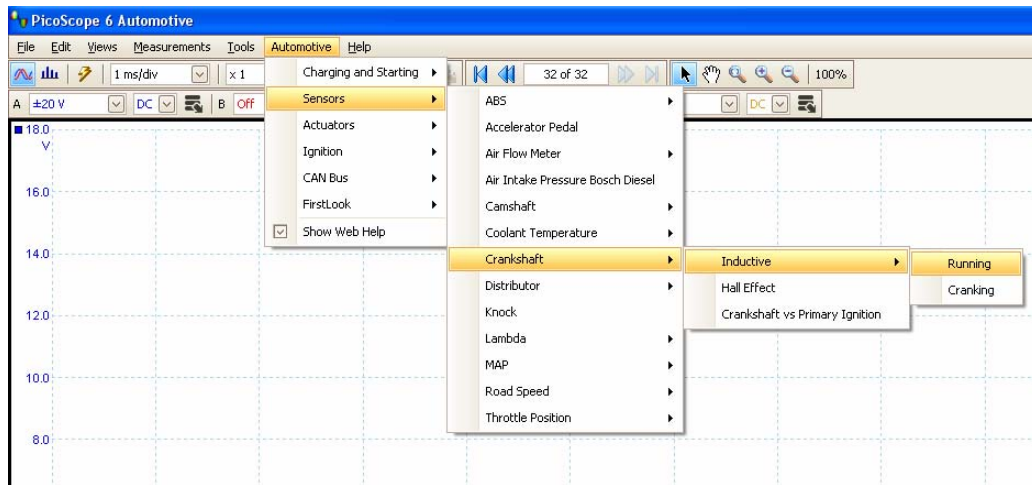 PicoScope 6 Automotive
File Edit Views Measurements Tools Automotive Help
1 ms/div x 1 32 of 32 100%
A ±20 V DC B Off DC
Charging and Starting
Sensors
Actuators
Ignition
CAN Bus
FirstLook
Show Web Help
ABS
Accelerator Pedal
Air Flow Meter
Air Intake Pressure Bosch Diesel
Camshaft
Coolant Temperature
Crankshaft
Distributor
Knock
Lambda
MAP
Road Speed
Throttle Position
Inductive
Hall Effect
Crankshaft vs Primary Ignition
Running
Cranking
18.0
V
16.0
14.0
12.0
10.0
8.0